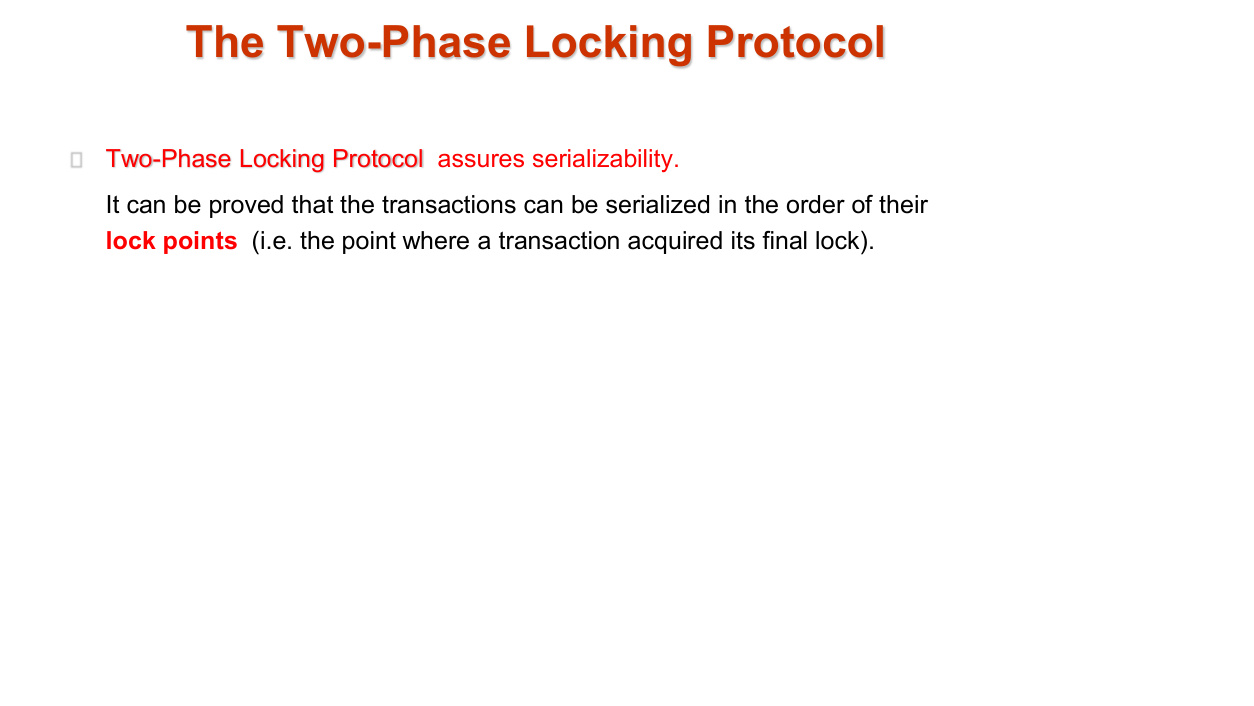 The Two-Phase Locking Protocol
Two-Phase Locking Protocol assures serializability.
It can be proved that the transactions can be serialized in the order of their
lock points (i.e. the point where a transaction acquired its final lock).